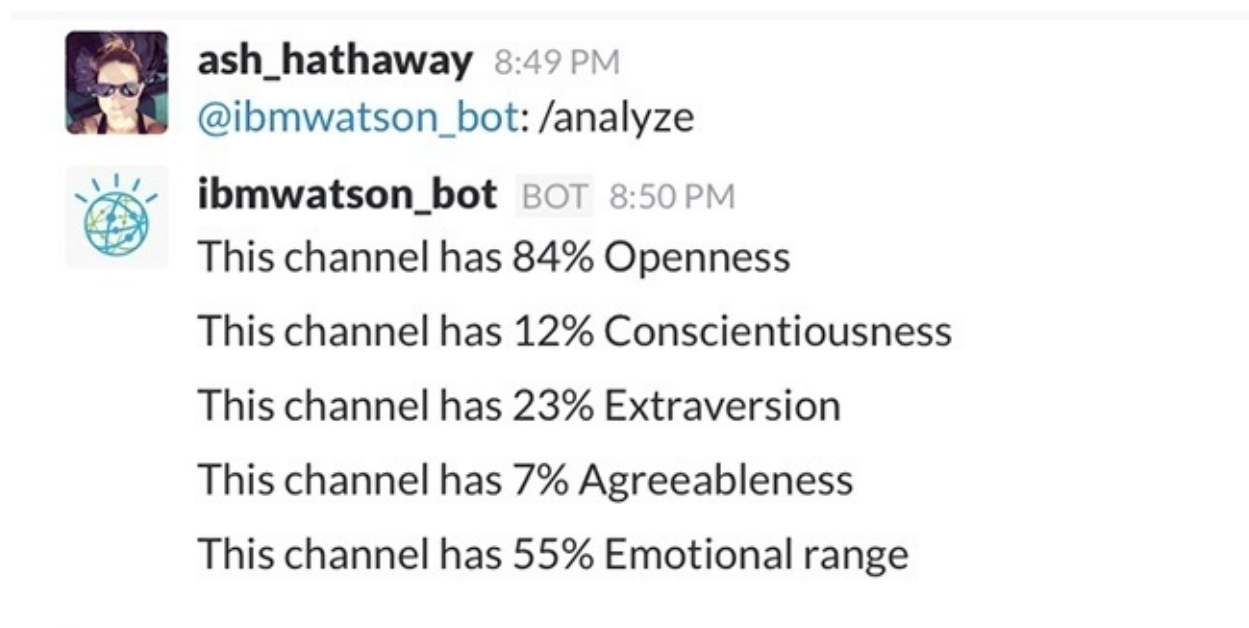 ash_hathaway 8:49 PM
@ibmwatson_bot: /analyze
ibmwatson_bot BOT 8:50 PM
This channel has 84% Openness
This channel has 12% Conscientiousness
This channel has 23% Extraversion
This channel has 7% Agreeableness
This channel has 55% Emotional range